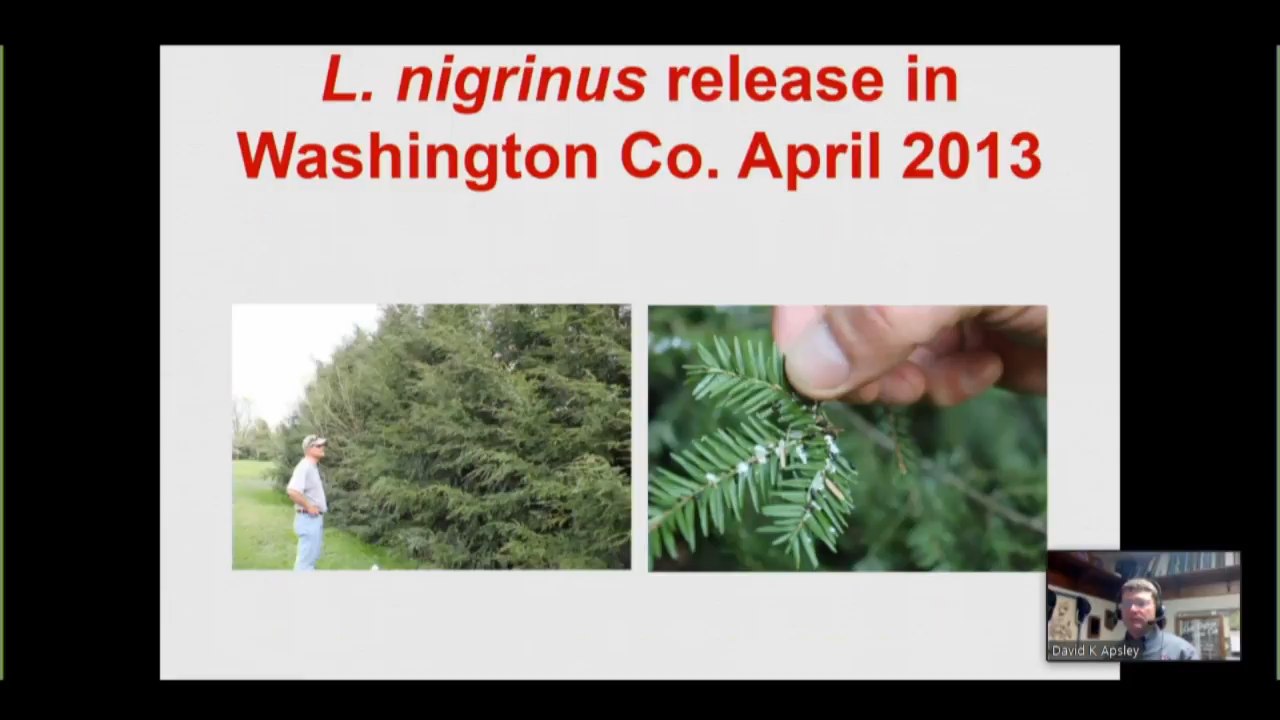 L. nigrinus release in
Washington Co. April 2013
David K Apsley